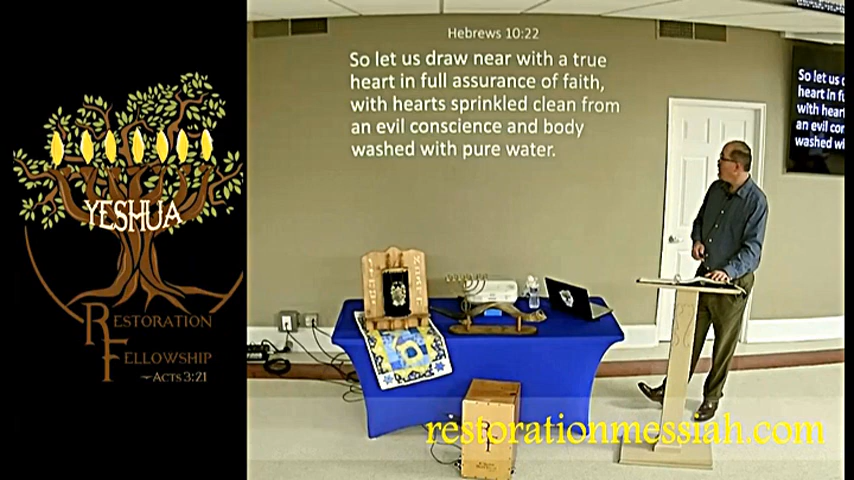 YESHUA
RESTORATION
FELLOWSHIP
ACTS 3:21
Hebrews 10:22
So let us draw near with a true
heart in full assurance of faith,
with hearts sprinkled clean from
an evil conscience and body
washed with pure water.
So let us
heart in
with hear
an evil co
washed wi
RF
restorationmessiah.com